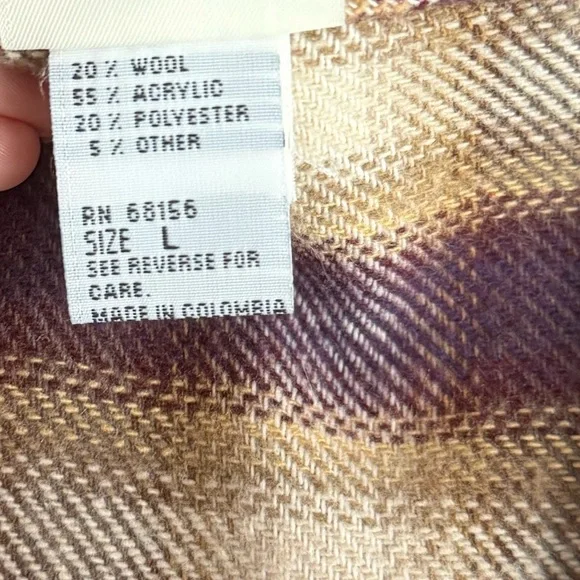 20 % WOOL
55 % ACRYLIC
20 % POLYESTER
5 % OTHER
RN 68156
SIZE L
SEE REVERSE FOR
CARE.
MADE IN COLOMBIA